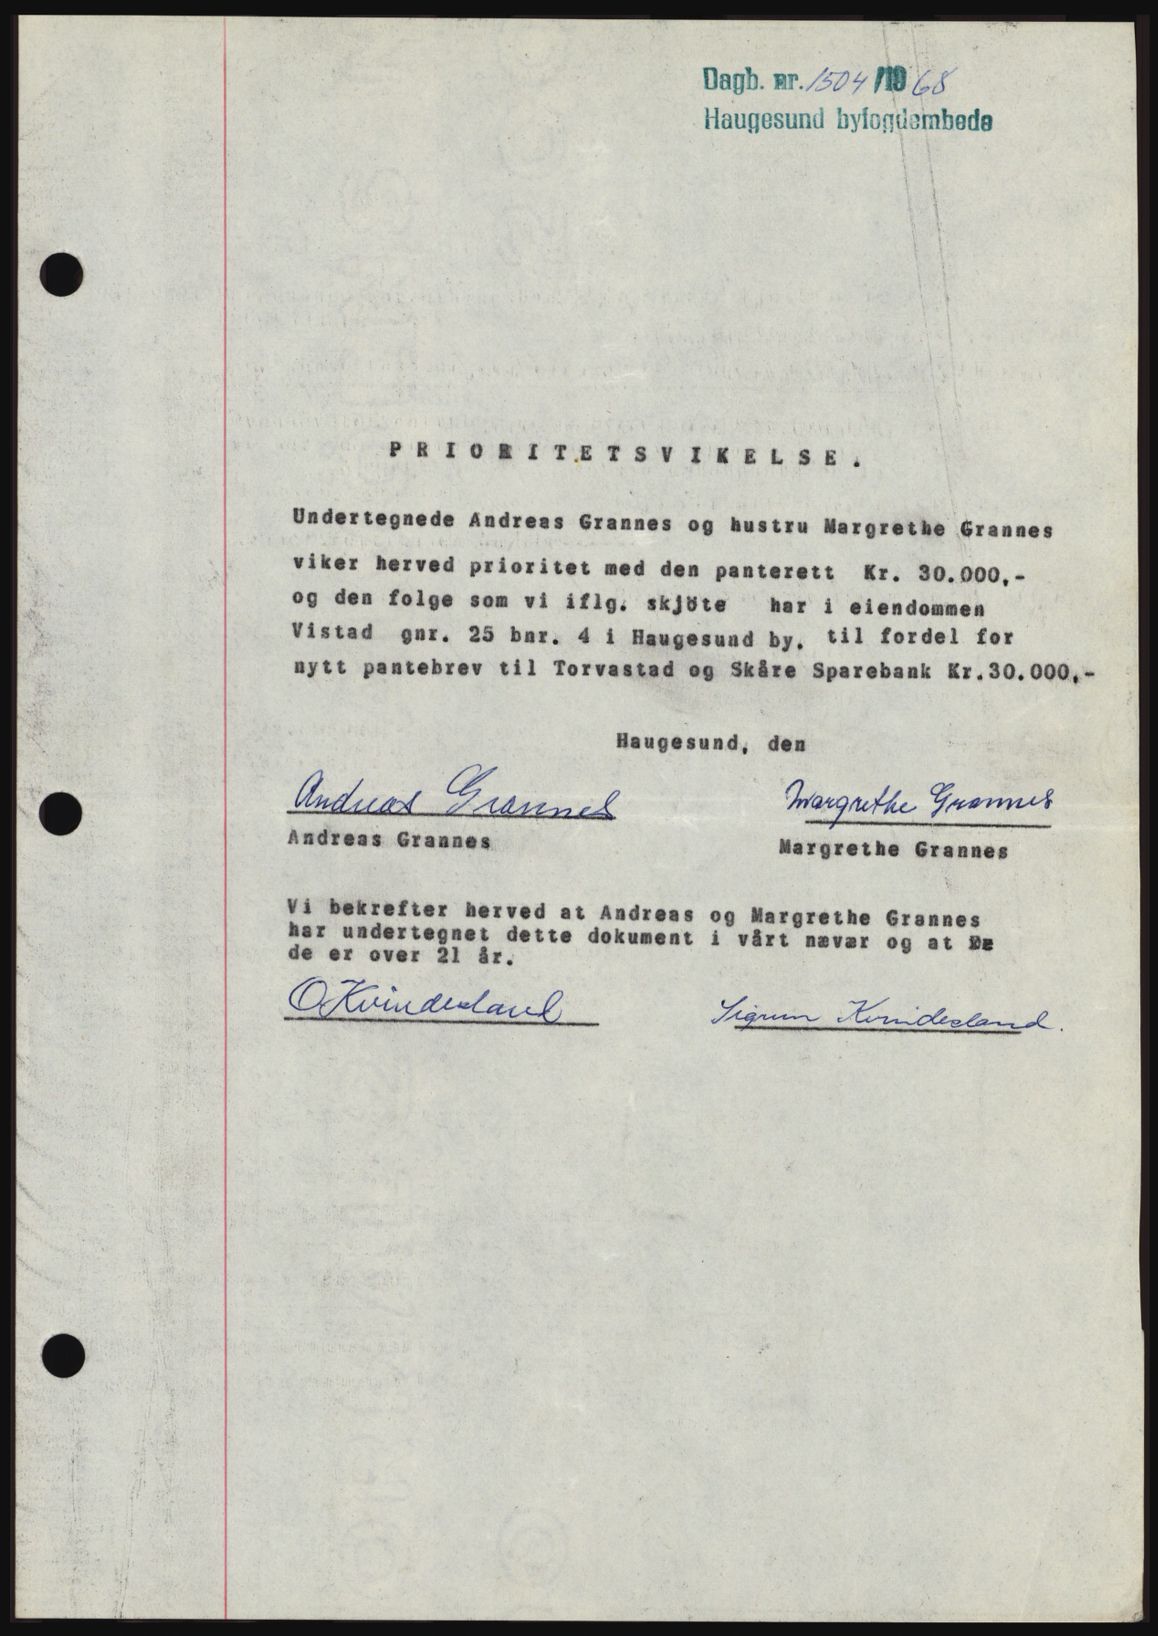 Dagb. nr. 1504/1968
Haugesund byfogdembede
PRIORITETSVIKELSE.
Undertegnede Andreas Grannes og hustru Margrethe Grannes
viker herved prioritet med den panterett Kr. 30.000,-
og den folge som vi iflg. skjöte har i eiendommen
Vistad gnr. 25 bnr. 4 i Haugesund by. til fordel for
nytt pantebrev til Torvastad og Skåre Sparebank Kr.30.000,-
Haugesund, den
Andreas Grannes
Margrethe Grannes
Andreas Grannes
Margrethe Grannes
Vi bekrefter herved at Andreas og Margrethe Grannes
har undertegnet dette dokument i vårt nævær og at
de er over 21 år.
O Kvindesland
Sigrun Kvindesland.